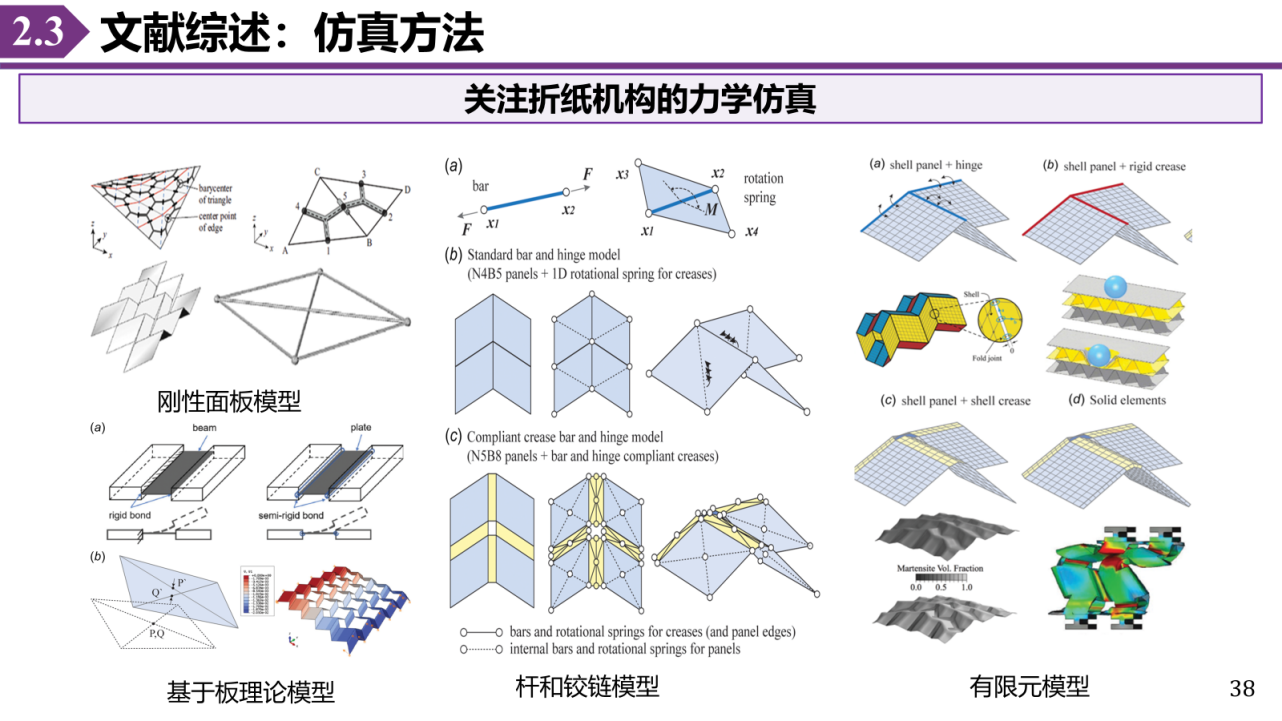 2.3
文献综述：仿真方法
关注折纸机构的力学仿真
barycenter
of triangle
center point
of edge
z
y
x
C
3
D
4
5
2
A
1
B
z
y
x
刚性面板模型
(a)
beam
plate
rigid bond
semi-rigid bond
(b)
P'
Q'
P,Q
基于板理论模型
(a)
bar
F
x2
F
x1
x3
x2
rotation
spring
M
x1
x4
(b) Standard bar and hinge model
(N4B5 panels + 1D rotational spring for creases)
(c) Compliant crease bar and hinge model
(N5B8 panels + bar and hinge compliant creases)
bars and rotational springs for creases (and panel edges)
internal bars and rotational springs for panels
杆和铰链模型
(a) shell panel + hinge
(b) shell panel + rigid crease
Shell
Fold joint
(c) shell panel + shell crease
(d) Solid elements
Martensite Vol. Fraction
0.0 0.5 1.0
有限元模型
38